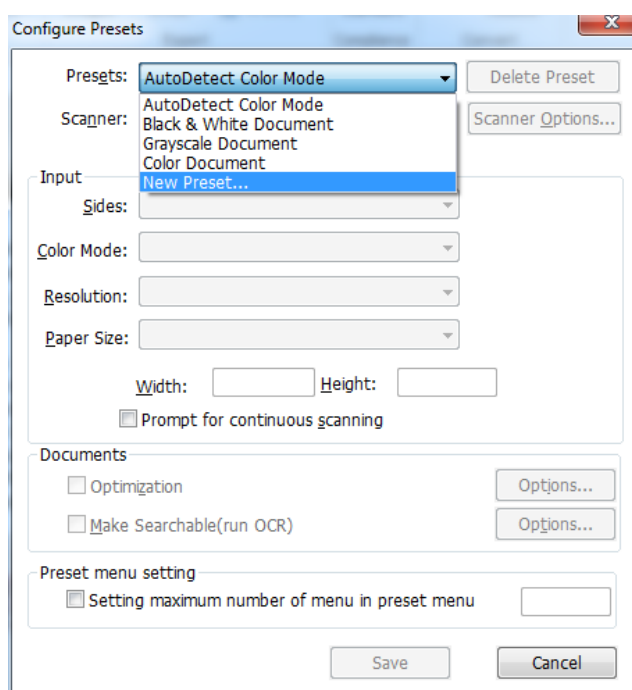 Configure Presets
Presets: AutoDetect Color Mode Delete Preset
AutoDetect Color Mode
Scanner: Black & White Document Scanner Options...
Grayscale Document
Color Document
Input
New Preset...
Sides:
Color Mode:
Resolution:
Paper Size:
Width: Height:
Prompt for continuous scanning
Documents
Optimization Options...
Make Searchable(run OCR) Options...
Preset menu setting
Setting maximum number of menu in preset menu
Save Cancel